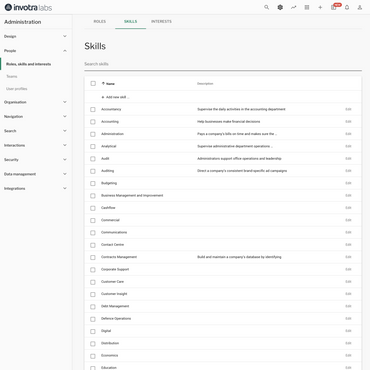 invotra labs
NEW
Administration
Design
People
Roles, skills and interests
Teams
User profiles
Organisation
Navigation
Search
Interactions
Security
Data management
Integrations
ROLES SKILLS INTERESTS
Skills
Search skills
Name Description
+ Add new skill ...
Accountancy Supervise the daily activities in the accounting department Edit
Accounting Help businesses make financial decisions Edit
Administration Pays a company's bills on time and makes sure the ... Edit
Analytical Supervise administrative department operations ... Edit
Audit Administrators support office operations and leadership Edit
Auditing Direct a company's consistent brand-specific ad campaigns Edit
Budgeting Edit
Business Management and Improvement Edit
Cashflow Edit
Commercial Edit
Communications Edit
Contact Center Edit
Contracts Management Build and maintain a company's database by identifying Edit
Corporate Support Edit
Customer Care Edit
Customer Insight Edit
Debt Management Edit
Defence Operations Edit
Digital Edit
Distribution Edit
Economics Edit
Education Edit